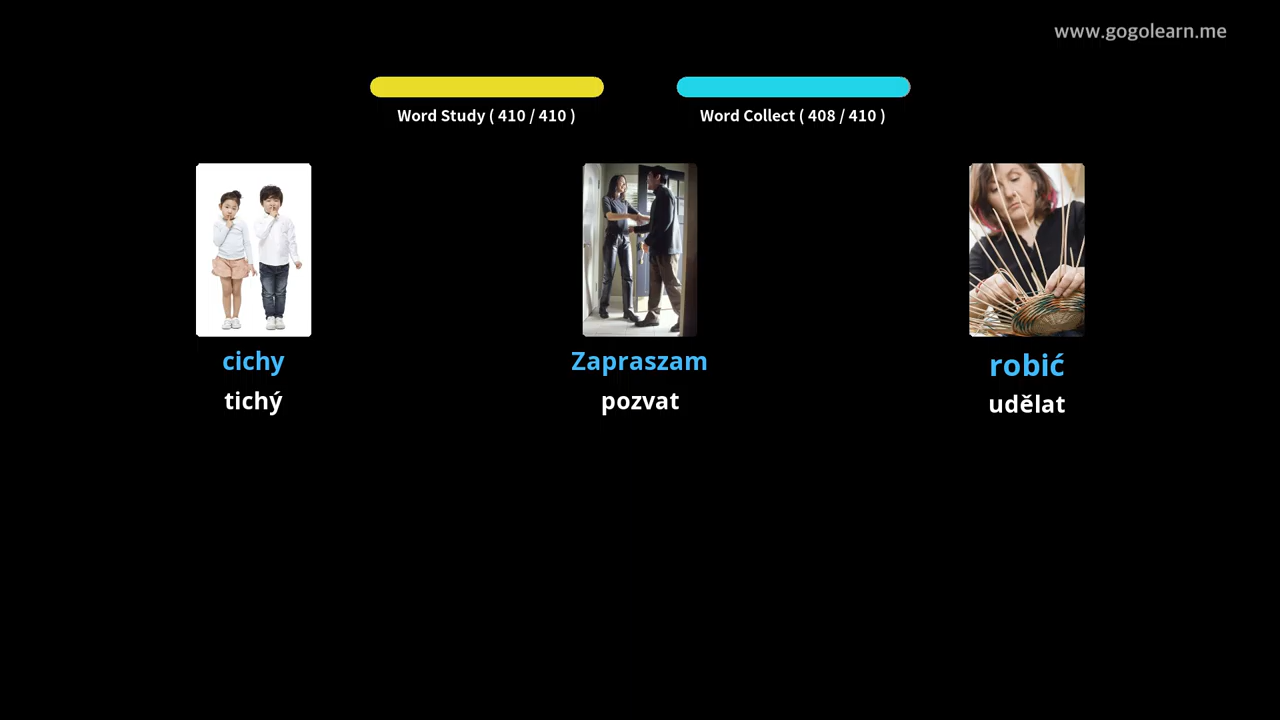 www.gogolearn.me
Word Study ( 410 / 410 )
Word Collect ( 408 / 410 )
cichy
tichý
Zapraszam
pozvat
robić
udělat